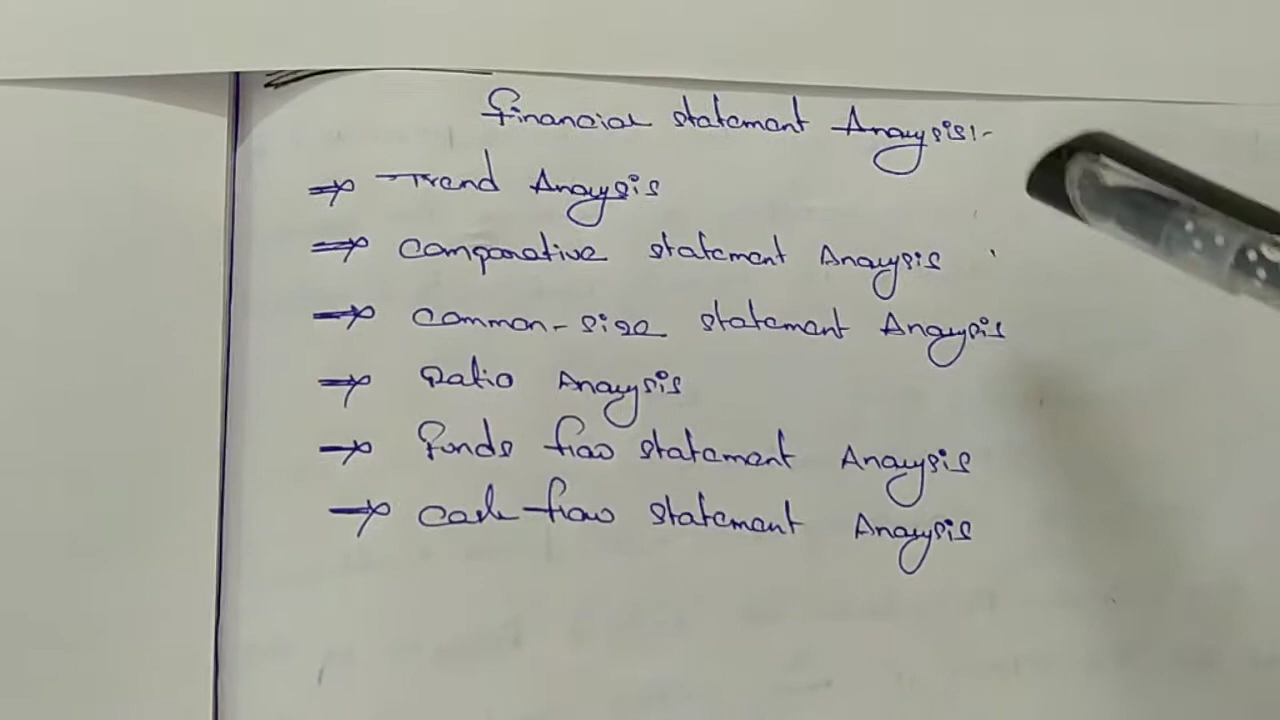 Financial statement Analysis:-
⇒ Trend Analysis
⇒ Comparative statement Analysis
⇒ Common-size statement Analysis
⇒ Ratio Analysis
⇒ Funds flow statement Analysis
⇒ Cash-flow statement Analysis